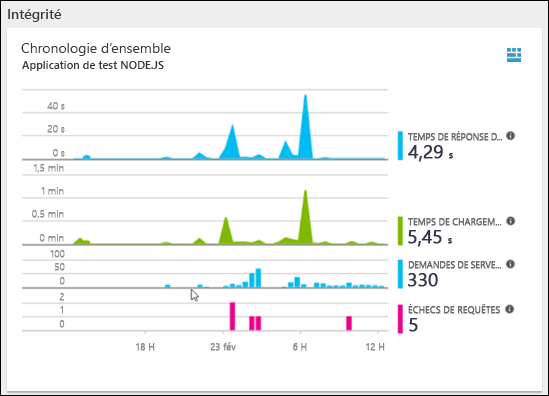 Intégrité
Chronologie d’ensemble
Application de test NODE.JS
40 s
20 s
0 s
TEMPS DE RÉPONSE D...
4,29 s
1,5 min
1 min
0,5 min
0 min
TEMPS DE CHARGEM...
5,45 s
100
50
0
DEMANDES DE SERVE...
330
2
1
0
ÉCHECS DE REQUÊTES
5
18 H
23 fév
6 H
12 H